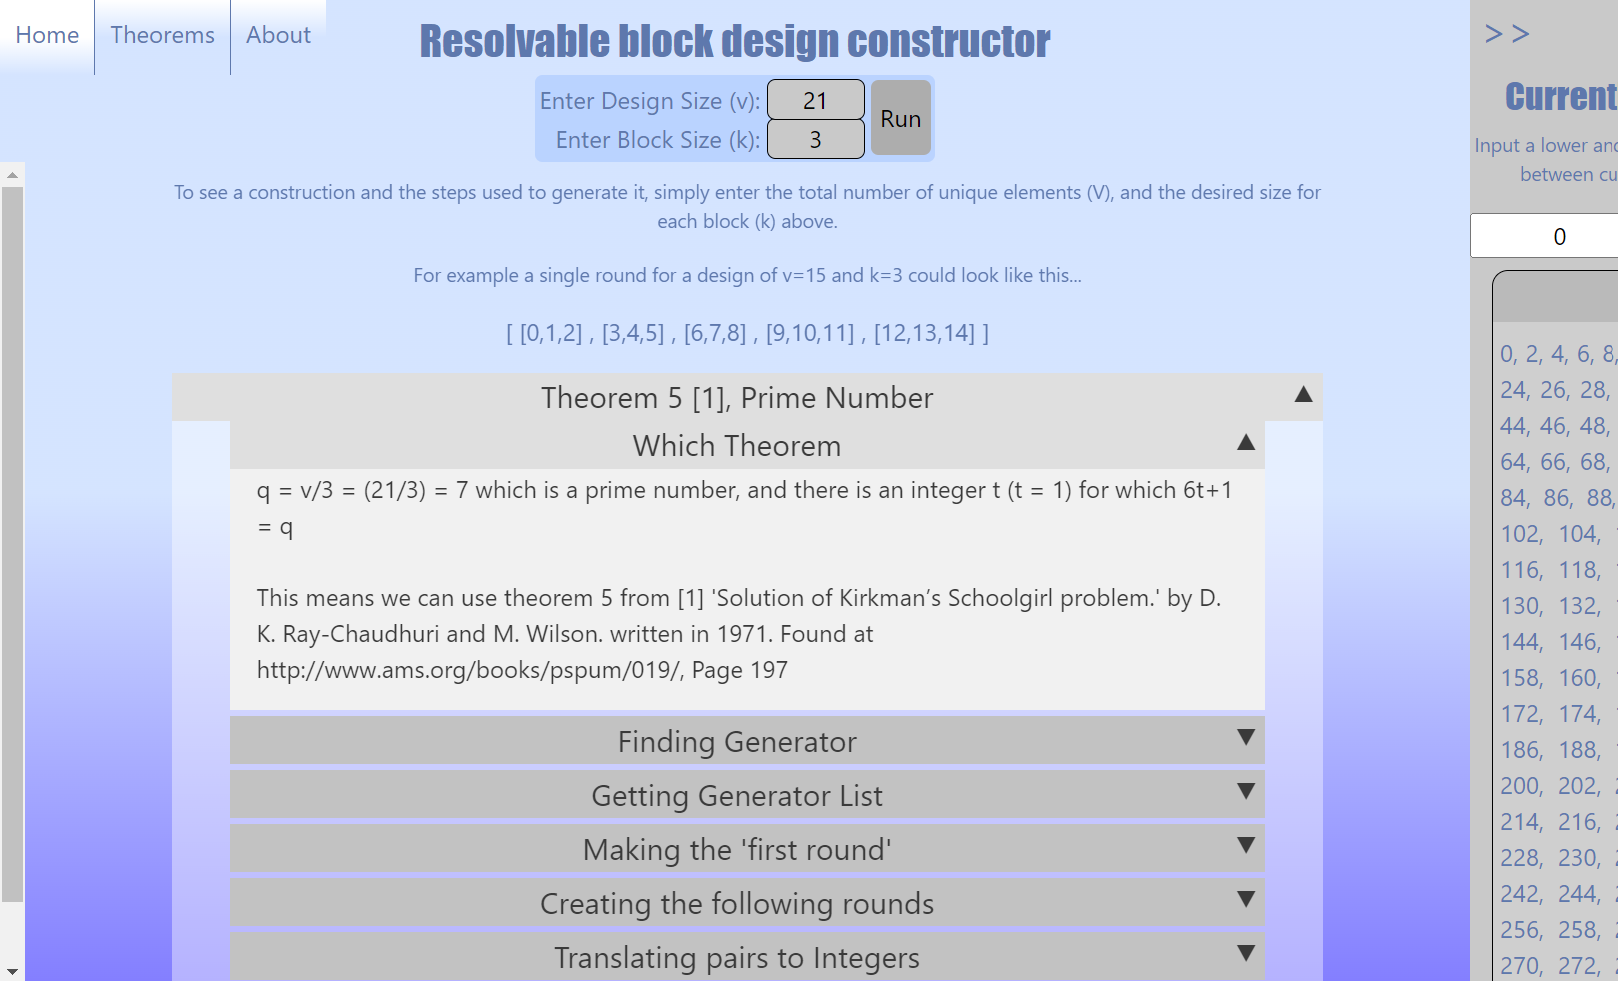 Home
Theorems
About
Resolvable block design constructor
Enter Design Size (v): 21
Enter Block Size (k): 3
Run
To see a construction and the steps used to generate it, simply enter the total number of unique elements (V), and the desired size for
each block (k) above.
For example a single round for a design of v=15 and k=3 could look like this...
[ [0,1,2] , [3,4,5] , [6,7,8] , [9,10,11] , [12,13,14] ]
Theorem 5 [1], Prime Number ▲
Which Theorem ▲
q = v/3 = (21/3) = 7 which is a prime number, and there is an integer t (t = 1) for which 6t+1
= q
This means we can use theorem 5 from [1] 'Solution of Kirkman’s Schoolgirl problem.' by D.
K. Ray-Chaudhuri and M. Wilson. written in 1971. Found at
http://www.ams.org/books/pspum/019/, Page 197
Finding Generator ▼
Getting Generator List ▼
Making the 'first round' ▼
Creating the following rounds ▼
Translating pairs to Integers ▼
>>
Current
Input a lower and
between
0
0, 2, 4, 6, 8,
24, 26, 28,
44, 46, 48,
64, 66, 68,
84, 86, 88,
102, 104,
116, 118,
130, 132,
144, 146,
158, 160,
172, 174,
186, 188,
200, 202,
214, 216,
228, 230,
242, 244,
256, 258,
270, 272,